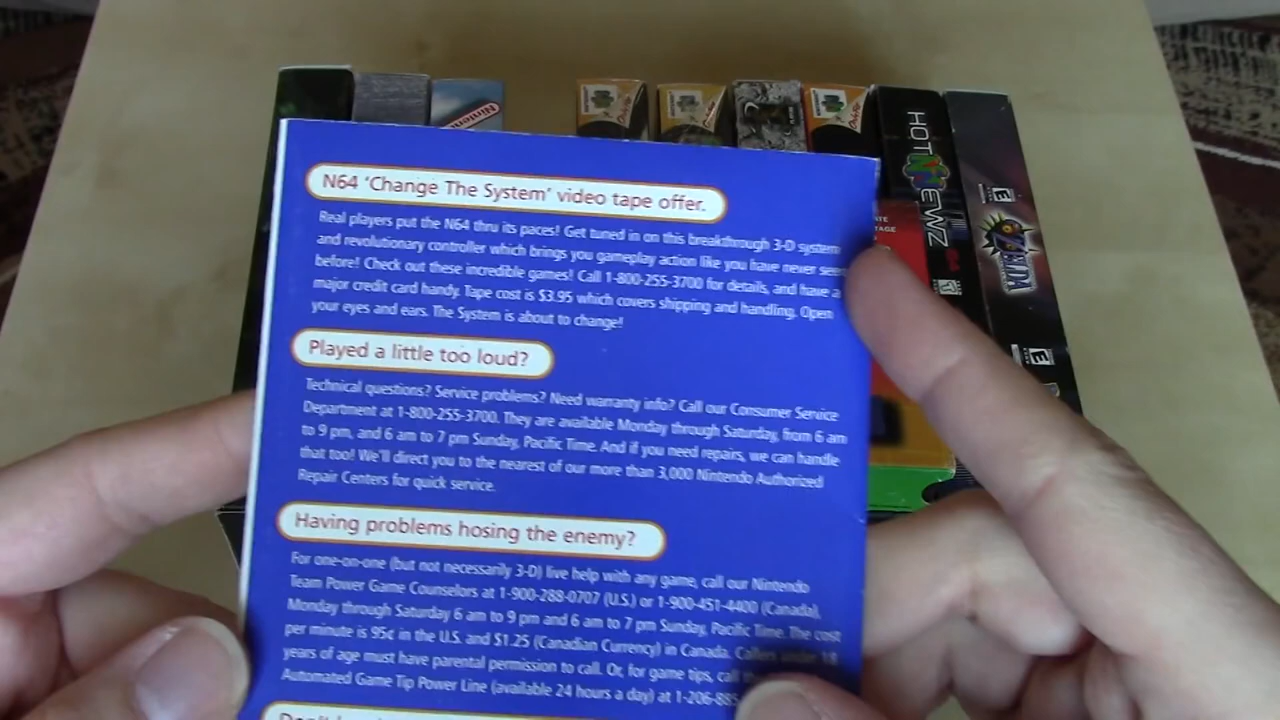 N64 'Change The System' video tape offer.
Real players put the N64 thru its paces! Get tuned in on this breakthrough 3-D system
and revolutionary controller which brings you gameplay action like you have never seen
before! Check out these incredible games! Call 1-800-255-3700 for details, and have a
major credit card handy. Tape cost is $3.95 which covers shipping and handling. Open
your eyes and ears. The System is about to change!
Played a little too loud?
Technical questions? Service problems? Need warranty info? Call our Consumer Service
Department at 1-800-255-3700. They are available Monday through Saturday, from 6 am
to 9 pm, and 6 am to 7 pm Sunday, Pacific Time. And if you need repairs, we can handle
that too! We'll direct you to the nearest of our more than 3,000 Nintendo Authorized
Repair Centers for quick service.
Having problems hosing the enemy?
For one-on-one (but not necessarily 3-D) live help with any game, call our Nintendo
Team Power Game Counselors at 1-900-288-0707 (U.S.) or 1-900-451-4400 (Canada),
Monday through Saturday 6 am to 9 pm and 6 am to 7 pm Sunday, Pacific Time. The cost
per minute is 95¢ in the U.S. and $1.25 (Canadian Currency) in Canada. Callers under 18
years of age must have parental permission to call. Or, for game tips, call
Automated Game Tip Power Line (available 24 hours a day) at 1-206-885
Nintend
HOT
NEWZ
E
ZELDA
E